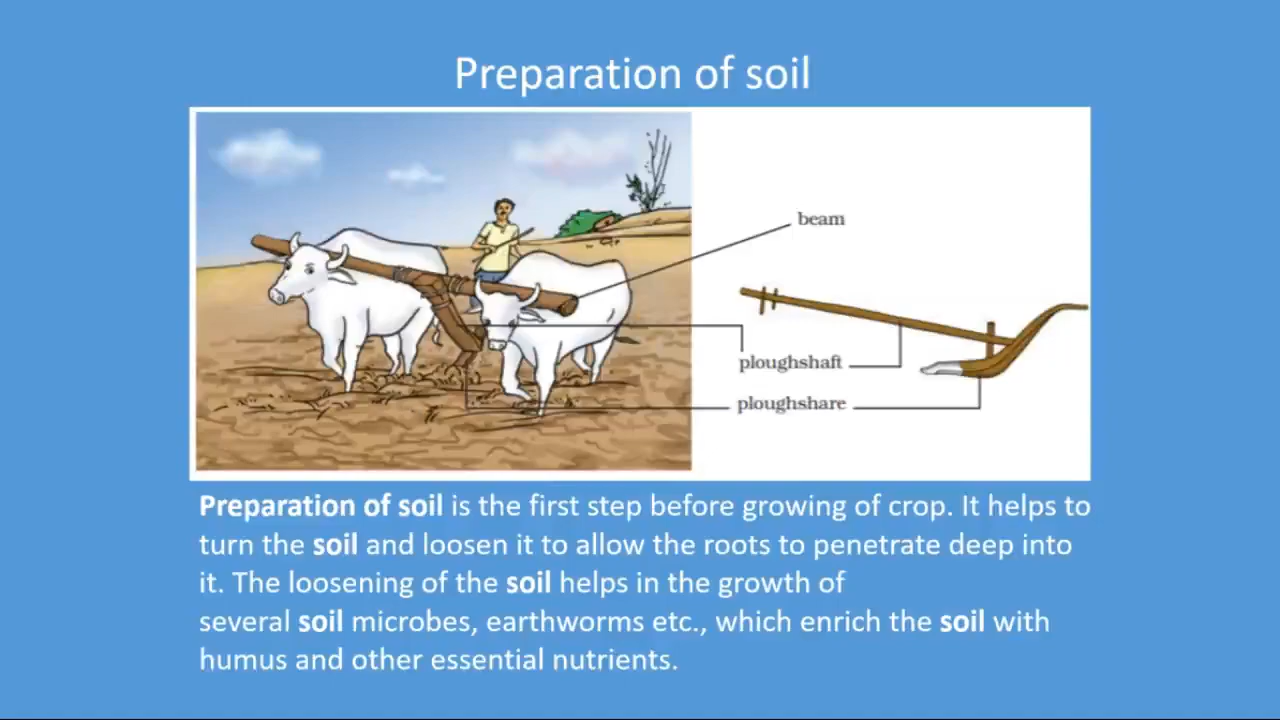 Preparation of soil
beam
ploughshaft
ploughshare
Preparation of soil is the first step before growing of crop. It helps to
turn the soil and loosen it to allow the roots to penetrate deep into
it. The loosening of the soil helps in the growth of
several soil microbes, earthworms etc., which enrich the soil with
humus and other essential nutrients.